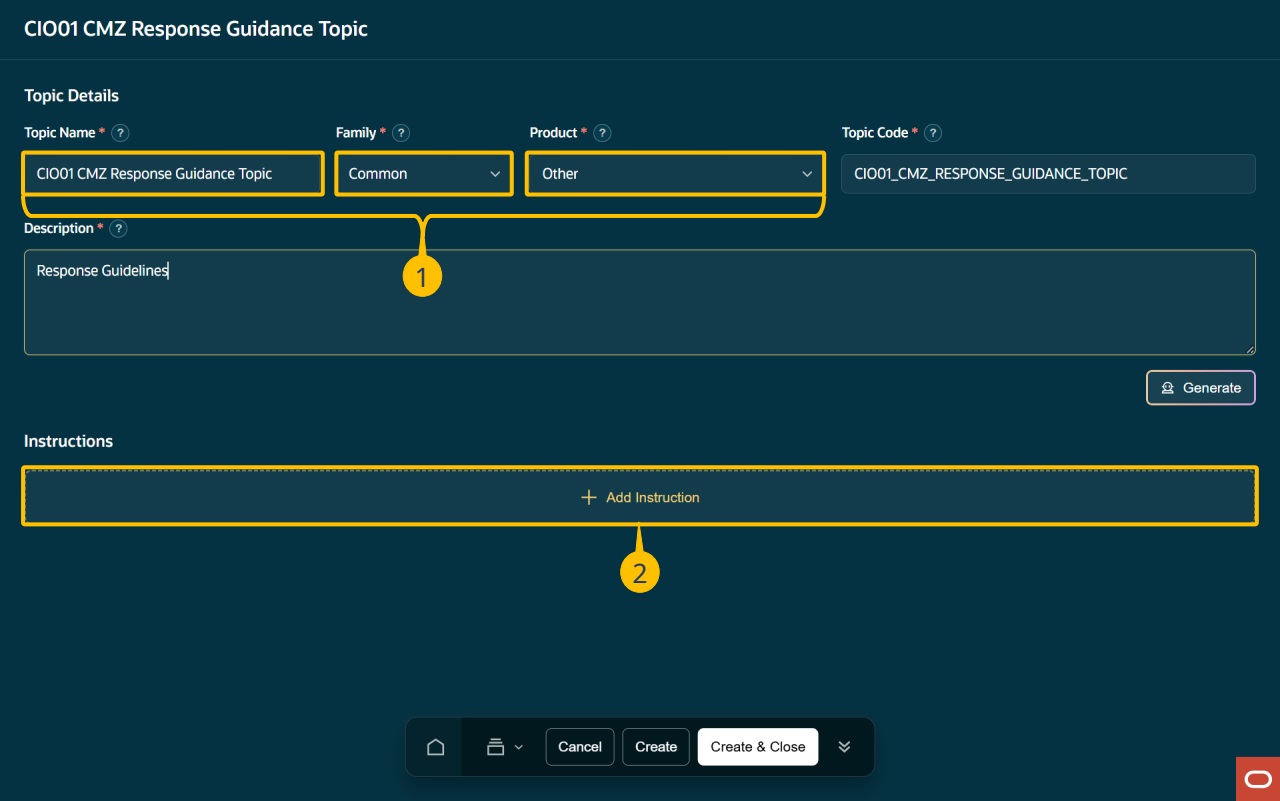 CIO01 CMZ Response Guidance Topic
Topic Details
Topic Name * ? Family * ? Product * ? Topic Code * ?
CIO01 CMZ Response Guidance Topic Common Other CIO01_CMZ_RESPONSE_GUIDANCE_TOPIC
Description * ?
1
Response Guidelines
Generate
Instructions
+ Add Instruction
2
Cancel Create Create & Close